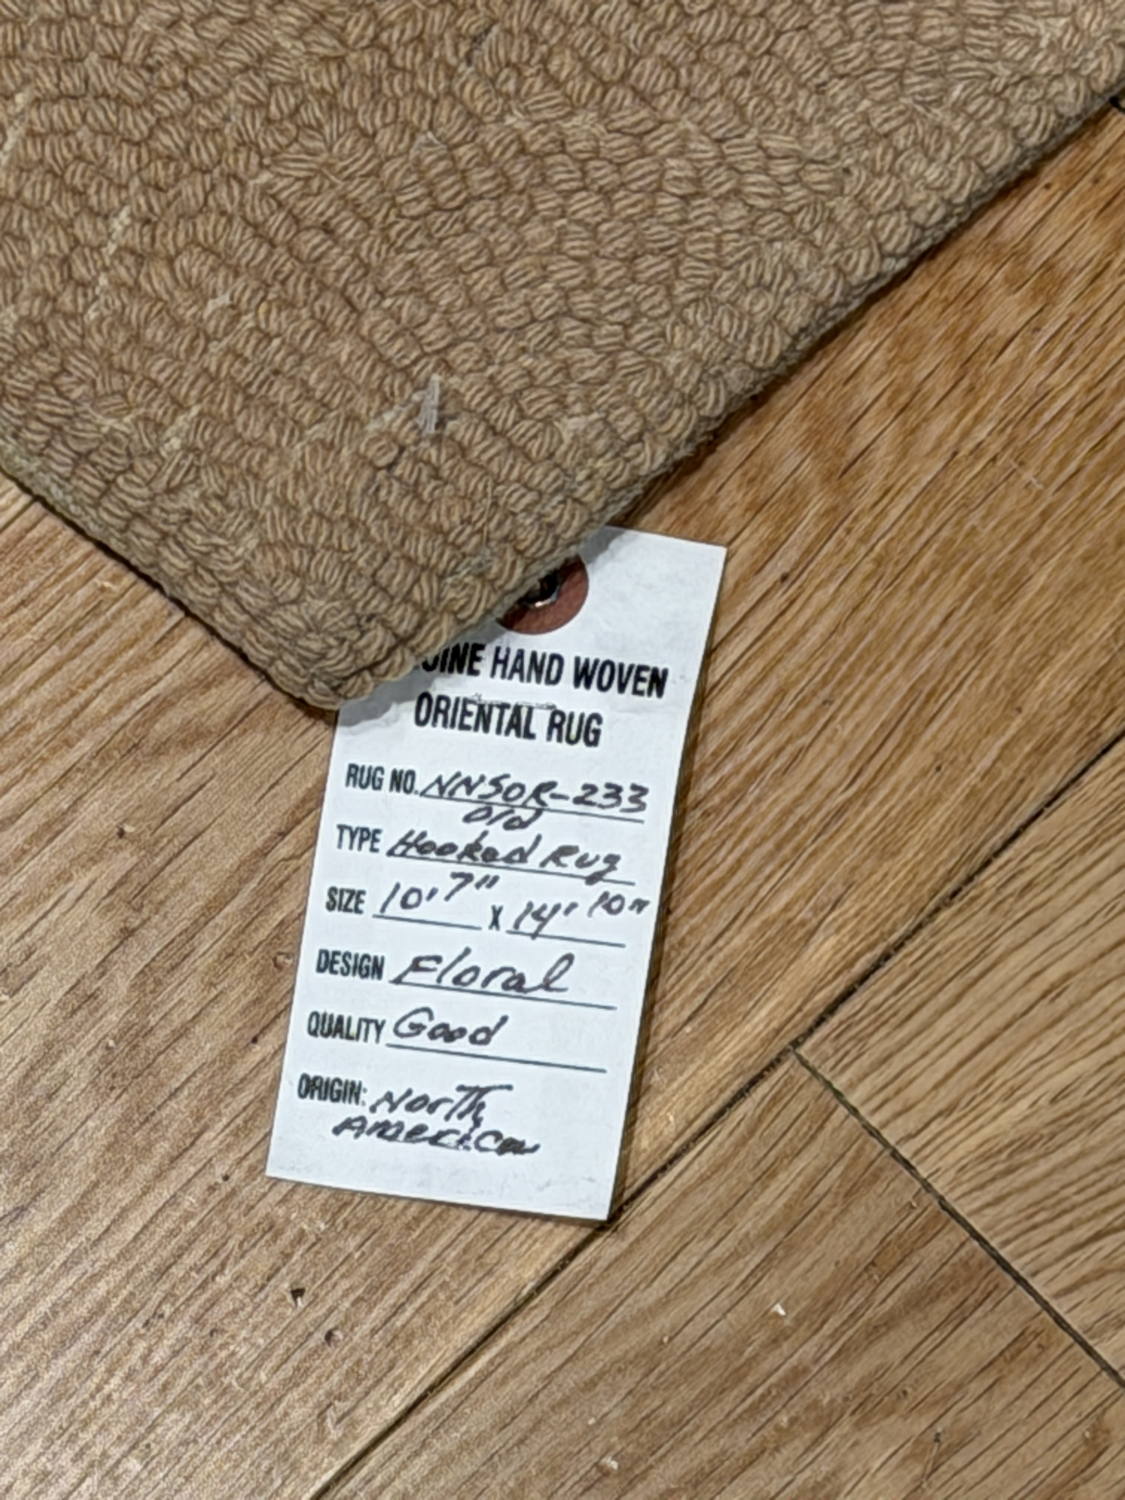 UINE HAND WOVEN
ORIENTAL RUG
RUG NO. NNSOR-233
old
TYPE Hooked Rug
SIZE 10' 7" X 14' 10"
DESIGN Floral
QUALITY Good
ORIGIN: North
American